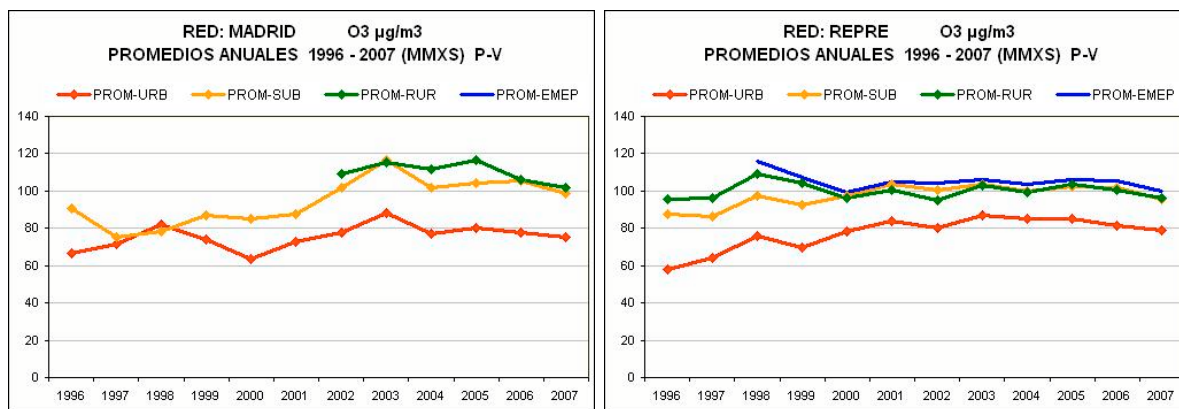 RED: MADRID O3 µg/m3
PROMEDIOS ANUALES 1996 - 2007 (MMXS) P-V
PROM-URB PROM-SUB PROM-RUR PROM-EMEP
140
120
100
80
60
40
20
0
1996 1997 1998 1999 2000 2001 2002 2003 2004 2005 2006 2007
RED: REPRE O3 µg/m3
PROMEDIOS ANUALES 1996 - 2007 (MMXS) P-V
PROM-URB PROM-SUB PROM-RUR PROM-EMEP
140
120
100
80
60
40
20
0
1996 1997 1998 1999 2000 2001 2002 2003 2004 2005 2006 2007